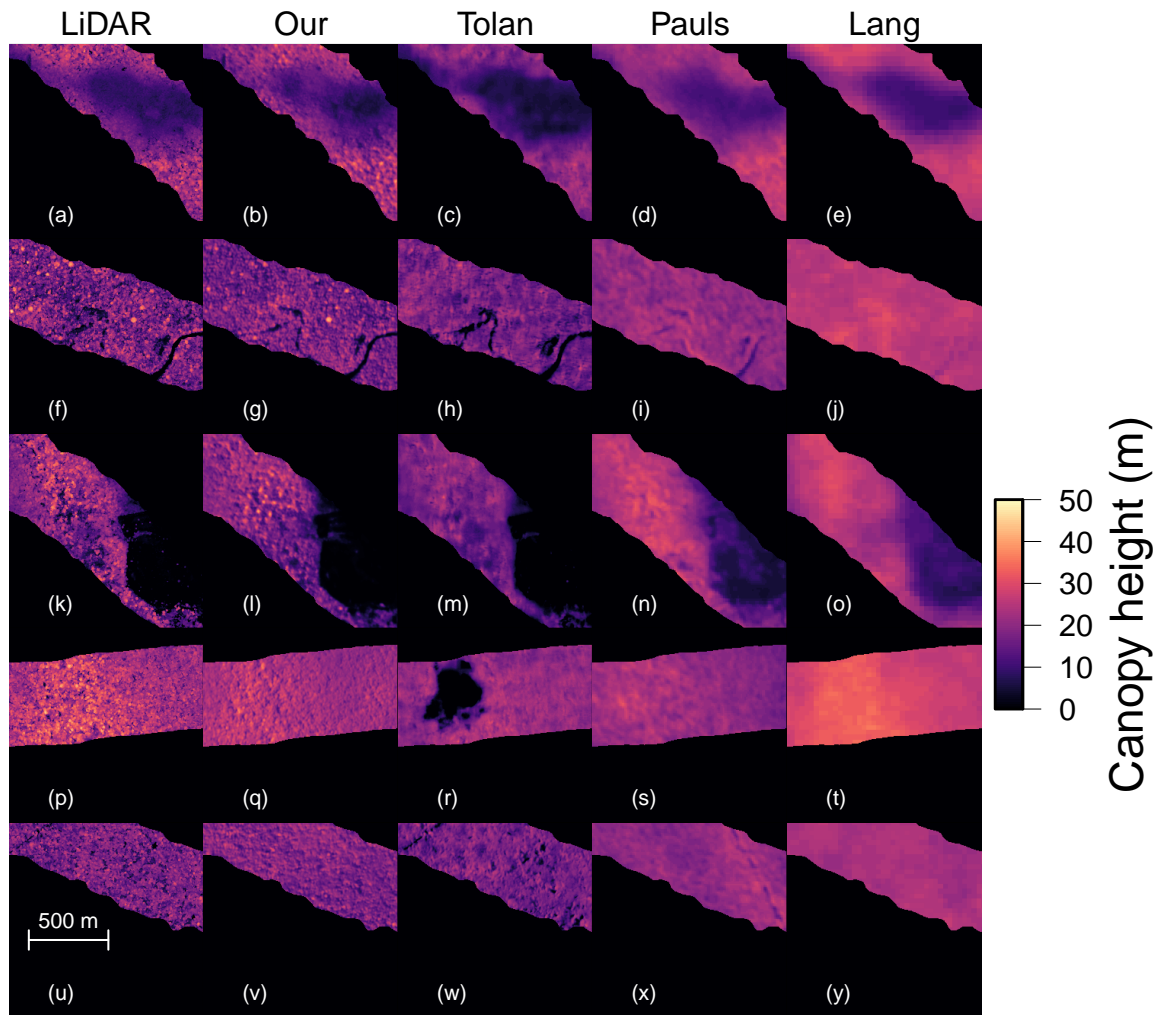 LiDAR Our Tolan Pauls Lang
(a) (b) (c) (d) (e)
(f) (g) (h) (i) (j)
(k) (l) (m) (n) (o)
(p) (q) (r) (s) (t)
500 m
(u) (v) (w) (x) (y)
50
40
30
20
10
0
Canopy height (m)